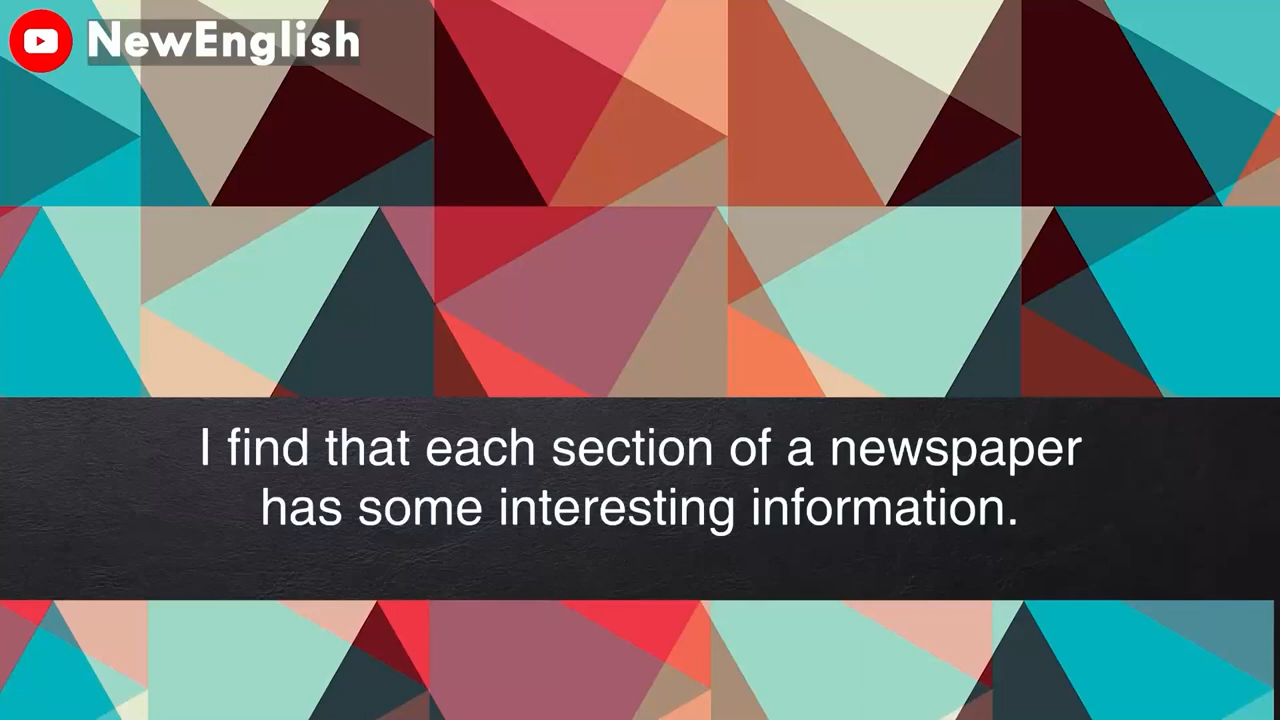 NewEnglish
I find that each section of a newspaper
has some interesting information.